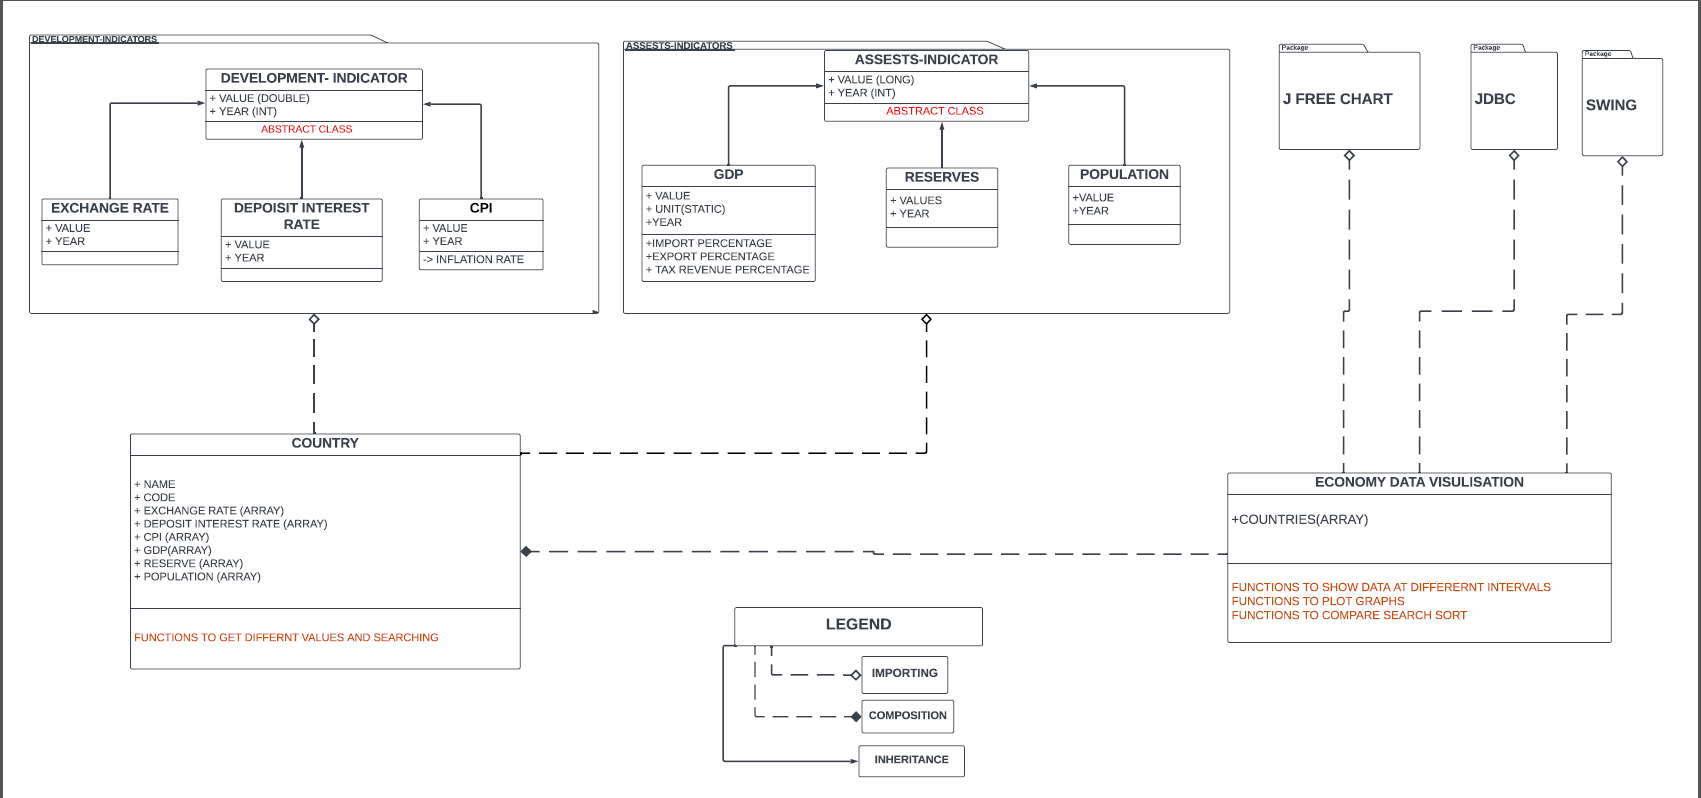 DEVELOPMENT-INDICATORS
DEVELOPMENT- INDICATOR
+ VALUE (DOUBLE)
+ YEAR (INT)
ABSTRACT CLASS
EXCHANGE RATE
+ VALUE
+ YEAR
DEPOISIT INTEREST
RATE
+ VALUE
+ YEAR
CPI
+ VALUE
+ YEAR
-> INFLATION RATE
ASSESTS-INDICATORS
ASSESTS-INDICATOR
+ VALUE (LONG)
+ YEAR (INT)
ABSTRACT CLASS
GDP
+ VALUE
+ UNIT(STATIC)
+YEAR
+IMPORT PERCENTAGE
+EXPORT PERCENTAGE
+ TAX REVENUE PERCENTAGE
RESERVES
+ VALUES
+ YEAR
POPULATION
+VALUE
+YEAR
Package
J FREE CHART
Package
JDBC
Package
SWING
COUNTRY
+ NAME
+ CODE
+ EXCHANGE RATE (ARRAY)
+ DEPOSIT INTEREST RATE (ARRAY)
+ CPI (ARRAY)
+ GDP(ARRAY)
+ RESERVE (ARRAY)
+ POPULATION (ARRAY)
FUNCTIONS TO GET DIFFERNT VALUES AND SEARCHING
ECONOMY DATA VISULISATION
+COUNTRIES(ARRAY)
FUNCTIONS TO SHOW DATA AT DIFFERERNT INTERVALS
FUNCTIONS TO PLOT GRAPHS
FUNCTIONS TO COMPARE SEARCH SORT
LEGEND
IMPORTING
COMPOSITION
INHERITANCE